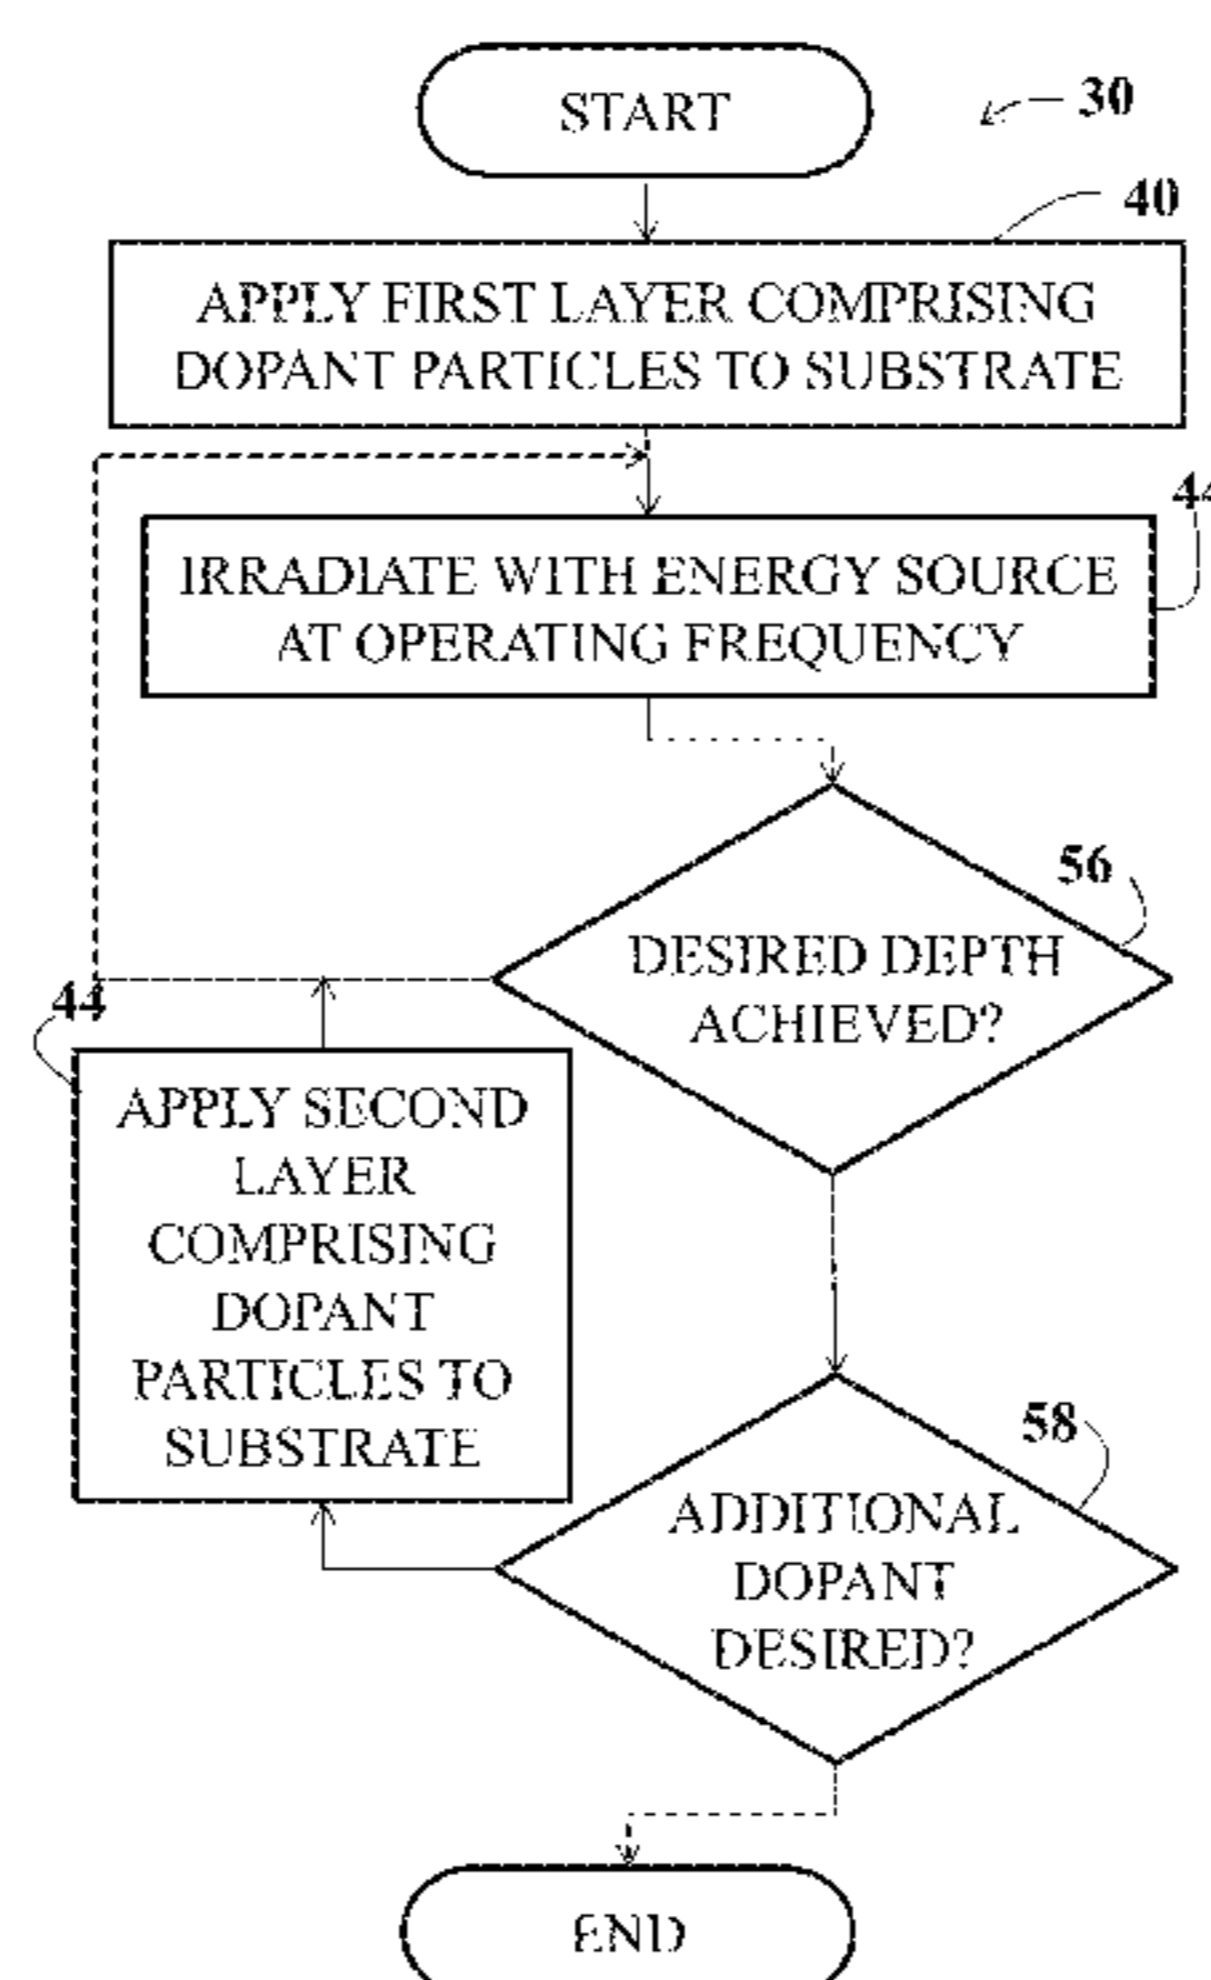 START
30
40
APPLY FIRST LAYER COMPRISING
DOPANT PARTICLES TO SUBSTRATE
44
IRRADIATE WITH ENERGY SOURCE
AT OPERATING FREQUENCY
56
DESIRED DEPTH
ACHIEVED?
44
APPLY SECOND
LAYER
COMPRISING
DOPANT
PARTICLES TO
SUBSTRATE
58
ADDITIONAL
DOPANT
DESIRED?
END